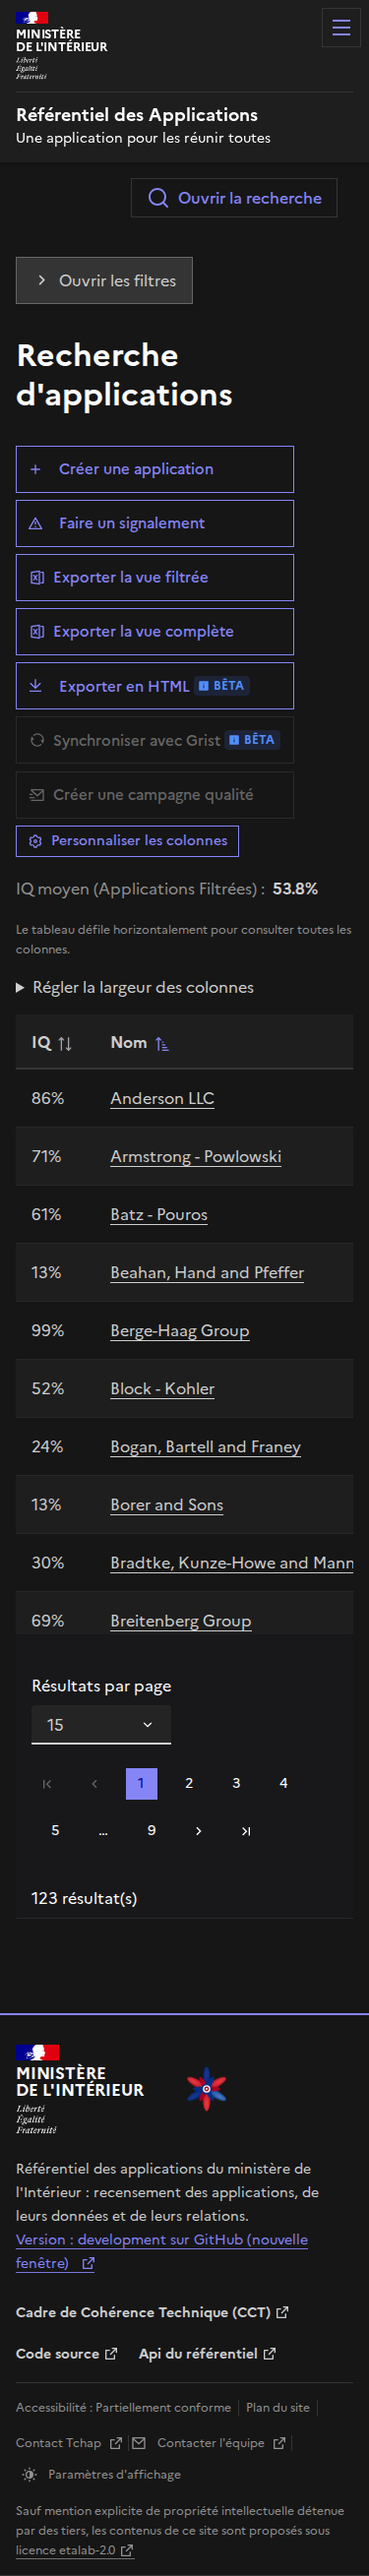 MINISTÈRE
DE L'INTÉRIEUR
Liberté
Égalité
Fraternité
Référentiel des Applications
Une application pour les réunir toutes
Ouvrir la recherche
Ouvrir les filtres
Recherche
d'applications
Créer une application
Faire un signalement
Exporter la vue filtrée
Exporter la vue complète
Exporter en HTML BÊTA
Synchroniser avec Grist BÊTA
Créer une campagne qualité
Personnaliser les colonnes
IQ moyen (Applications Filtrées) : 53.8%
Le tableau défile horizontalement pour consulter toutes les
colonnes.
Régler la largeur des colonnes
IQ Nom
86% Anderson LLC
71% Armstrong - Powlowski
61% Batz - Pouros
13% Beahan, Hand and Pfeffer
99% Berge-Haag Group
52% Block - Kohler
24% Bogan, Bartell and Franey
13% Borer and Sons
30% Bradtke, Kunze-Howe and Mann
69% Breitenberg Group
Résultats par page
15
1 2 3 4
5 … 9
123 résultat(s)
MINISTÈRE
DE L'INTÉRIEUR
Liberté
Égalité
Fraternité
Référentiel des applications du ministère de
l'Intérieur : recensement des applications, de
leurs données et de leurs relations.
Version : development sur GitHub (nouvelle
fenêtre)
Cadre de Cohérence Technique (CCT)
Code source Api du référentiel
Accessibilité : Partiellement conforme Plan du site
Contact Tchap Contacter l'équipe
Paramètres d'affichage
Sauf mention explicite de propriété intellectuelle détenue
par des tiers, les contenus de ce site sont proposés sous
licence etalab-2.0